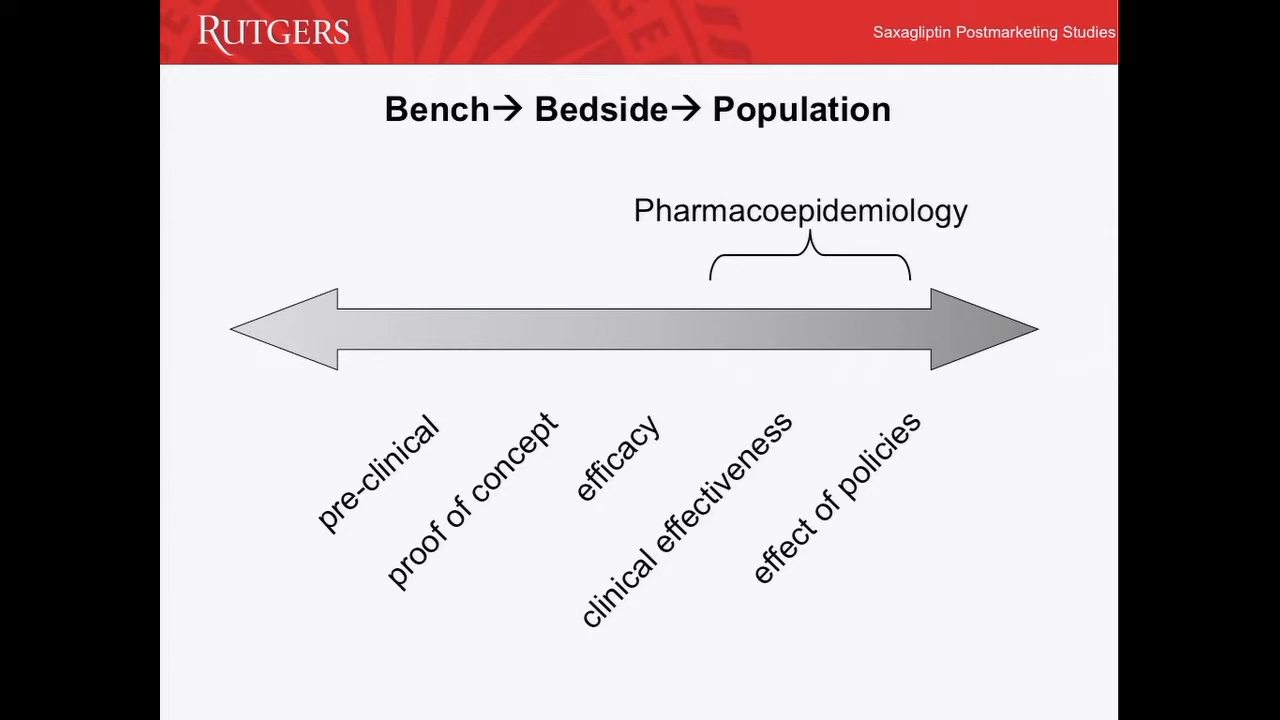 RUTGERS
Saxagliptin Postmarketing Studies
Bench→ Bedside→ Population
Pharmacoepidemiology
pre-clinical
proof of concept
efficacy
clinical effectiveness
effect of policies